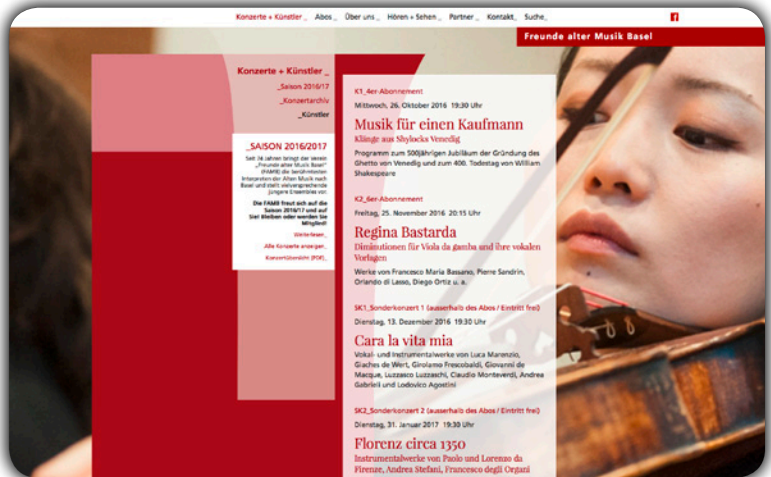 Konzerte + Künstler _ Abos _ Über uns _ Hören + Sehen _ Partner _ Kontakt_ Suche_
Freunde alter Musik Basel
Konzerte + Künstler _
_Saison 2016/17
_Konzertarchiv
_Künstler
_SAISON 2016/2017
Seit 24 Jahren bringt der Verein
„Freunde alter Musik Basel"
(FAMB) die berühmtesten
Interpreten der Alten Musik nach
Basel und stellt vielversprechende
jüngere Ensembles vor.
Die FAMB freut sich auf die
Saison 2016/17 und auf
Sie! Bleiben oder werden Sie
Mitglied!
Weiterlesen_
Alle Konzerte anzeigen_
Konzertübersicht (PDF)_
K1_4er-Abonnement
Mittwoch, 26. Oktober 2016 19:30 Uhr
Musik für einen Kaufmann
Klänge aus Shylocks Venedig
Programm zum 500jährigen Jubiläum der Gründung des
Ghetto von Venedig und zum 400. Todestag von William
Shakespeare
K2_6er-Abonnement
Freitag, 25. November 2016 20:15 Uhr
Regina Bastarda
Diminutionen für Viola da gamba und ihre vokalen
Vorlagen
Werke von Francesco Maria Bassano, Pierre Sandrin,
Orlando di Lasso, Diego Ortiz u. a.
SK1_Sonderkonzert 1 (ausserhalb des Abos / Eintritt frei)
Dienstag, 13. Dezember 2016 19:30 Uhr
Cara la vita mia
Vokal- und Instrumentalwerke von Luca Marenzio,
Giaches de Wert, Girolamo Frescobaldi, Giovanni de
Macque, Luzzasco Luzzaschi, Claudio Monteverdi, Andrea
Gabrieli und Lodovico Agostini
SK2_Sonderkonzert 2 (ausserhalb des Abos / Eintritt frei)
Dienstag, 31. Januar 2017 19:30 Uhr
Florenz circa 1350
Instrumentalwerke von Paolo und Lorenzo da
Firenze, Andrea Stefani, Francesco degli Organi